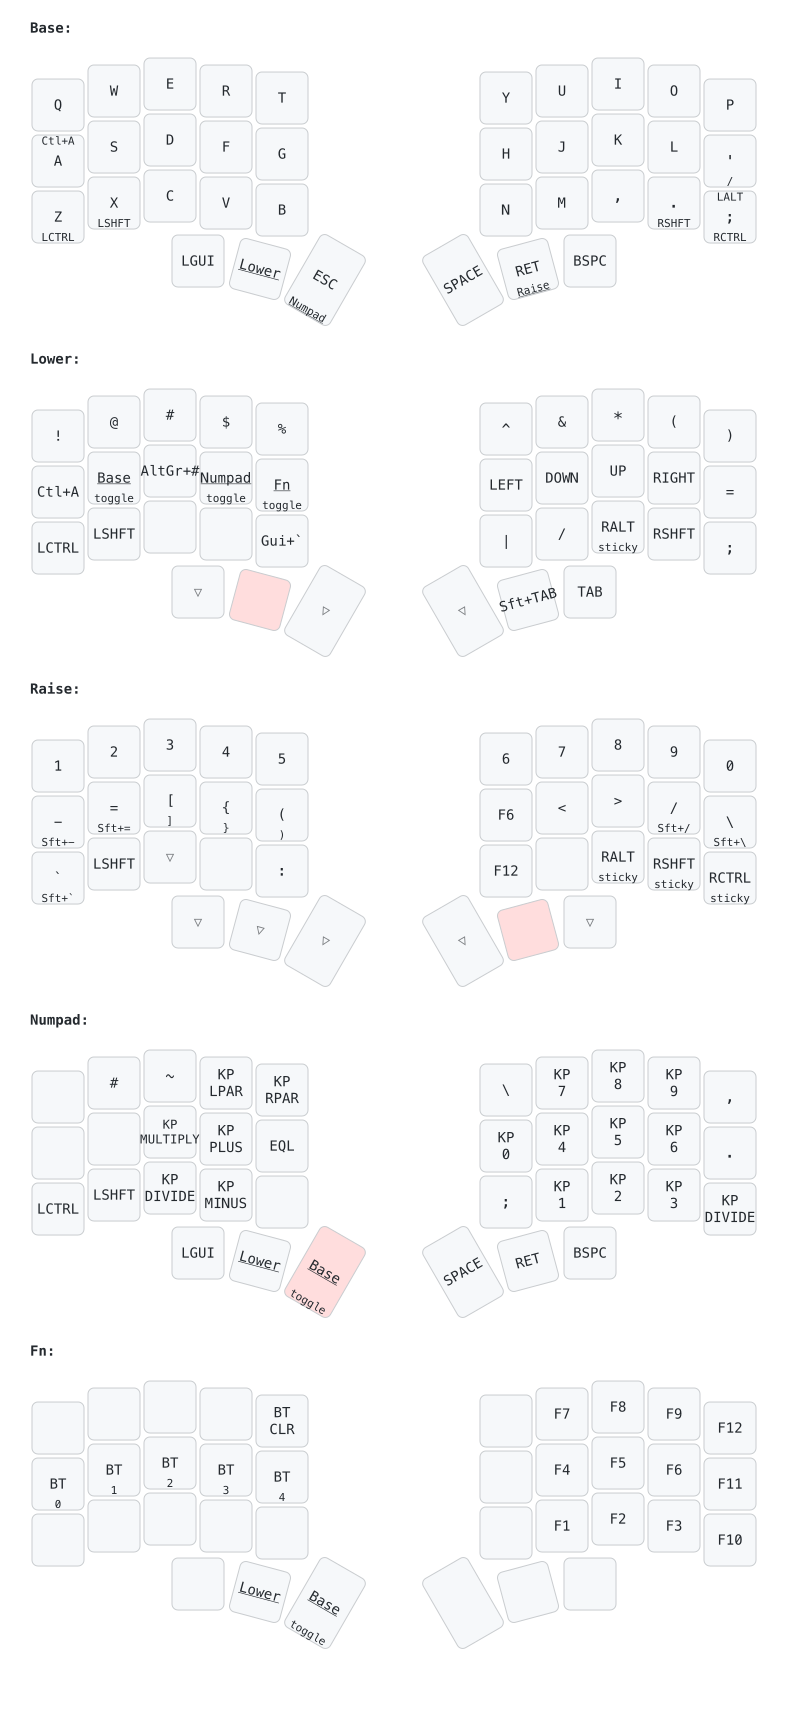 Base:
Q W E R T Y U I O P
Ctl+A
A S D F G H J K L '
/
LALT
Z X C V B N M , . ;
LCTRL LSHFT RSHFT RCTRL
LGUI Lower ESC SPACE RET BSPC
Numpad Raise
Lower:
! @ # $ % ^ & * ( )
Ctl+A Base AltGr+# Numpad Fn LEFT DOWN UP RIGHT =
toggle toggle toggle
LCTRL LSHFT Gui+` | / RALT RSHFT ;
sticky
▽ ▷ ◁ Sft+TAB TAB
Raise:
1 2 3 4 5 6 7 8 9 0
− = [ { ( F6 < > / \
Sft+− Sft+= ] } ) Sft+/ Sft+\
` LSHFT ▽ : F12 RALT RSHFT RCTRL
Sft+` sticky sticky sticky
▽ ▽ ▷ ◁ ▽
Numpad:
# ~ KP LPAR KP RPAR \ KP 7 KP 8 KP 9 ,
KP MULTIPLY KP PLUS EQL KP 0 KP 4 KP 5 KP 6 .
LCTRL LSHFT KP DIVIDE KP MINUS ; KP 1 KP 2 KP 3 KP DIVIDE
LGUI Lower Base SPACE RET BSPC
toggle
Fn:
BT CLR F7 F8 F9 F12
BT BT BT BT BT F4 F5 F6 F11
0 1 2 3 4
F1 F2 F3 F10
Lower Base
toggle